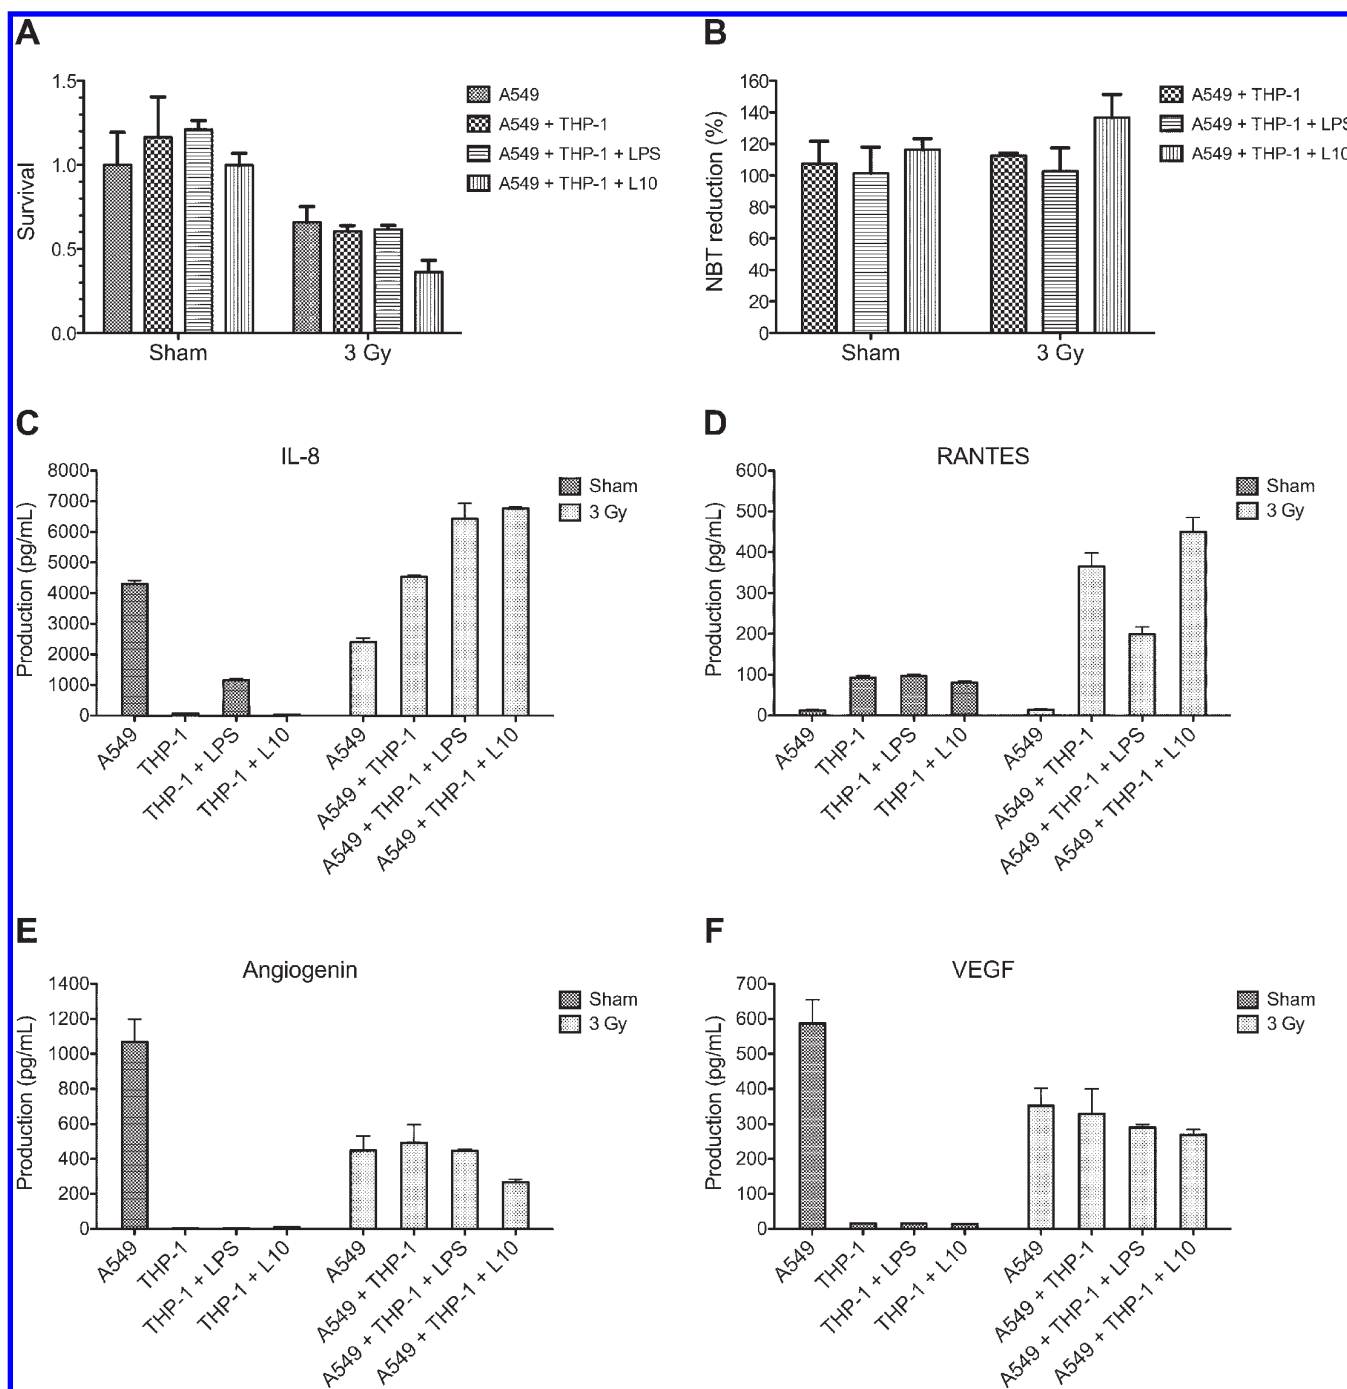 A
1.5
1.0
0.5
0.0
Survival
Sham
3 Gy
A549
A549 + THP-1
A549 + THP-1 + LPS
A549 + THP-1 + L10
B
160
140
120
100
80
60
40
20
0
NBT reduction (%)
Sham
3 Gy
A549 + THP-1
A549 + THP-1 + LPS
A549 + THP-1 + L10
C
IL-8
8000
7000
6000
5000
4000
3000
2000
1000
0
Production (pg/mL)
Sham
3 Gy
A549
THP-1
THP-1 + LPS
THP-1 + L10
A549
A549 + THP-1
A549 + THP-1 + LPS
A549 + THP-1 + L10
D
RANTES
600
500
400
300
200
100
0
Production (pg/mL)
Sham
3 Gy
A549
THP-1
THP-1 + LPS
THP-1 + L10
A549
A549 + THP-1
A549 + THP-1 + LPS
A549 + THP-1 + L10
E
Angiogenin
1400
1200
1000
800
600
400
200
0
Production (pg/mL)
Sham
3 Gy
A549
THP-1
THP-1 + LPS
THP-1 + L10
A549
A549 + THP-1
A549 + THP-1 + LPS
A549 + THP-1 + L10
F
VEGF
700
600
500
400
300
200
100
0
Production (pg/mL)
Sham
3 Gy
A549
THP-1
THP-1 + LPS
THP-1 + L10
A549
A549 + THP-1
A549 + THP-1 + LPS
A549 + THP-1 + L10